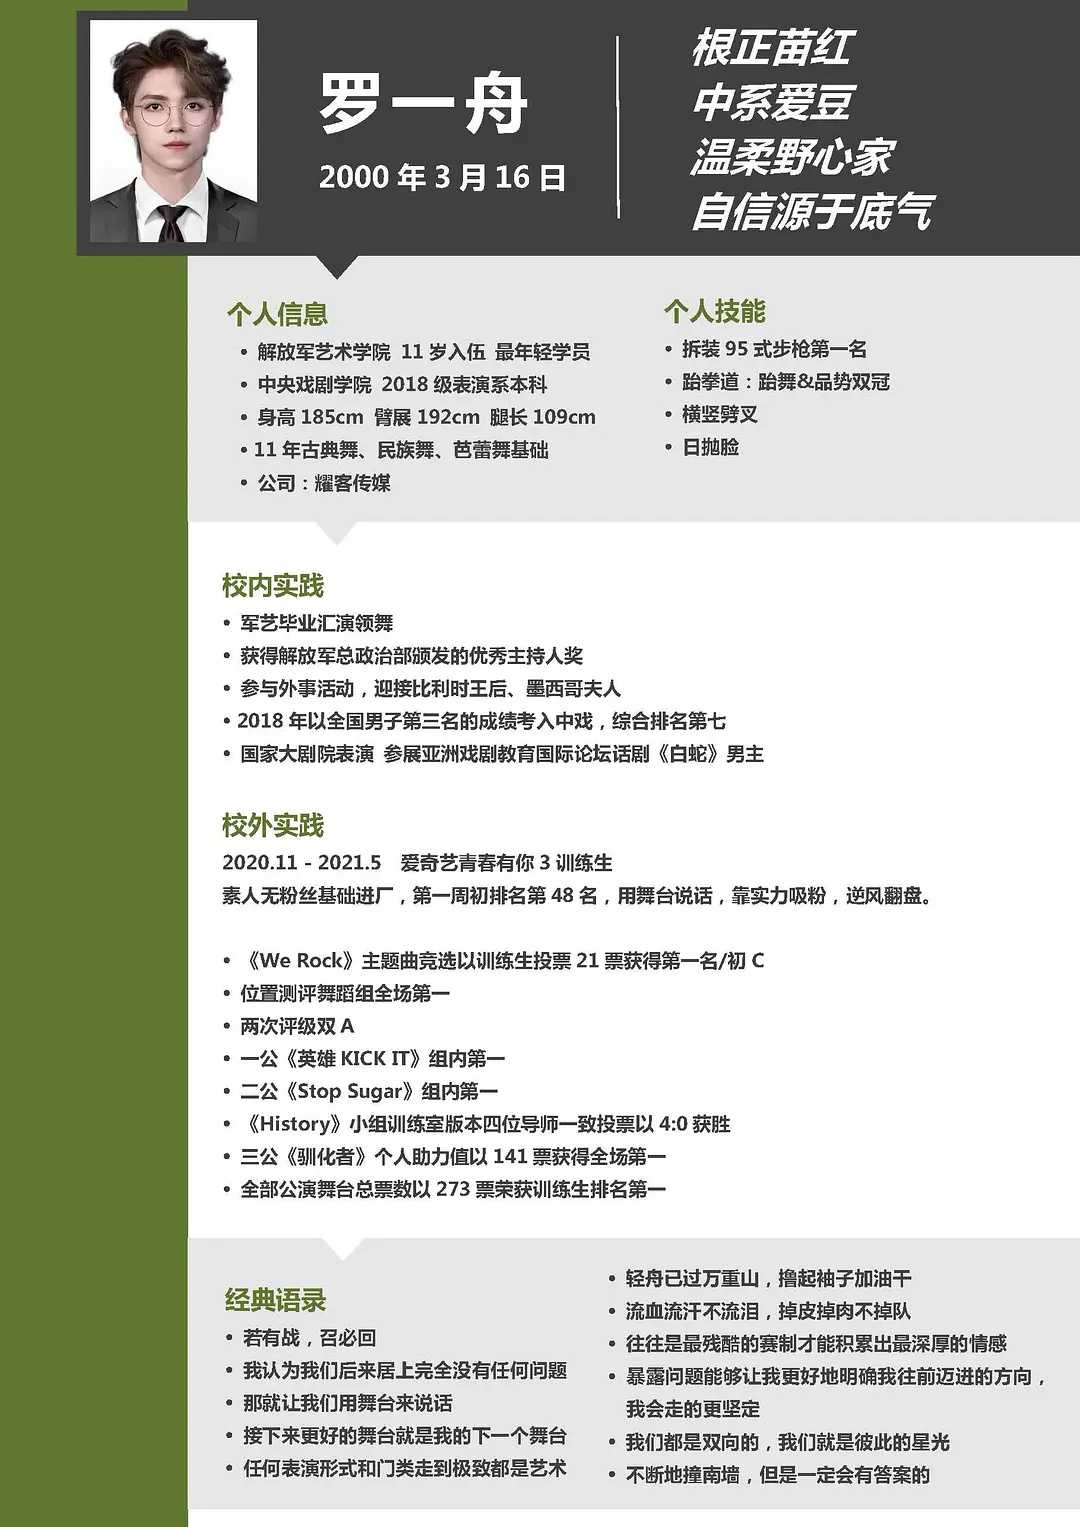 罗一舟
2000 年 3 月 16 日
根正苗红
中系爱豆
温柔野心家
自信源于底气
个人信息
• 解放军艺术学院 11 岁入伍 最年轻学员
• 中央戏剧学院 2018 级表演系本科
• 身高 185cm 臂展 192cm 腿长 109cm
• 11 年古典舞、民族舞、芭蕾舞基础
• 公司：耀客传媒
个人技能
• 拆装 95 式步枪第一名
• 跆拳道：跆舞&品势双冠
• 横竖劈叉
• 日抛脸
校内实践
• 军艺毕业汇演领舞
• 获得解放军总政治部颁发的优秀主持人奖
• 参与外事活动，迎接比利时王后、墨西哥夫人
• 2018 年以全国男子第三名的成绩考入中戏，综合排名第七
• 国家大剧院表演 参展亚洲戏剧教育国际论坛话剧《白蛇》男主
校外实践
2020.11 - 2021.5 爱奇艺青春有你 3 训练生
素人无粉丝基础进厂，第一周初排名第 48 名，用舞台说话，靠实力吸粉，逆风翻盘。
• 《We Rock》主题曲竞选以训练生投票 21 票获得第一名/初 C
• 位置测评舞蹈组全场第一
• 两次评级双 A
• 一公《英雄 KICK IT》组内第一
• 二公《Stop Sugar》组内第一
• 《History》小组训练室版本四位导师一致投票以 4:0 获胜
• 三公《驯化者》个人助力值以 141 票获得全场第一
• 全部公演舞台总票数以 273 票荣获训练生排名第一
经典语录
• 若有战，召必回
• 我认为我们后来居上完全没有任何问题
• 那就让我们用舞台来说话
• 接下来更好的舞台就是我的下一个舞台
• 任何表演形式和门类走到极致都是艺术
• 轻舟已过万重山，撸起袖子加油干
• 流血流汗不流泪，掉皮掉肉不掉队
• 往往是最残酷的赛制才能积累出最深厚的情感
• 暴露问题能够让我更好地明确我往前迈进的方向，
我会走的更坚定
• 我们都是双向的，我们就是彼此的星光
• 不断地撞南墙，但是一定会有答案的